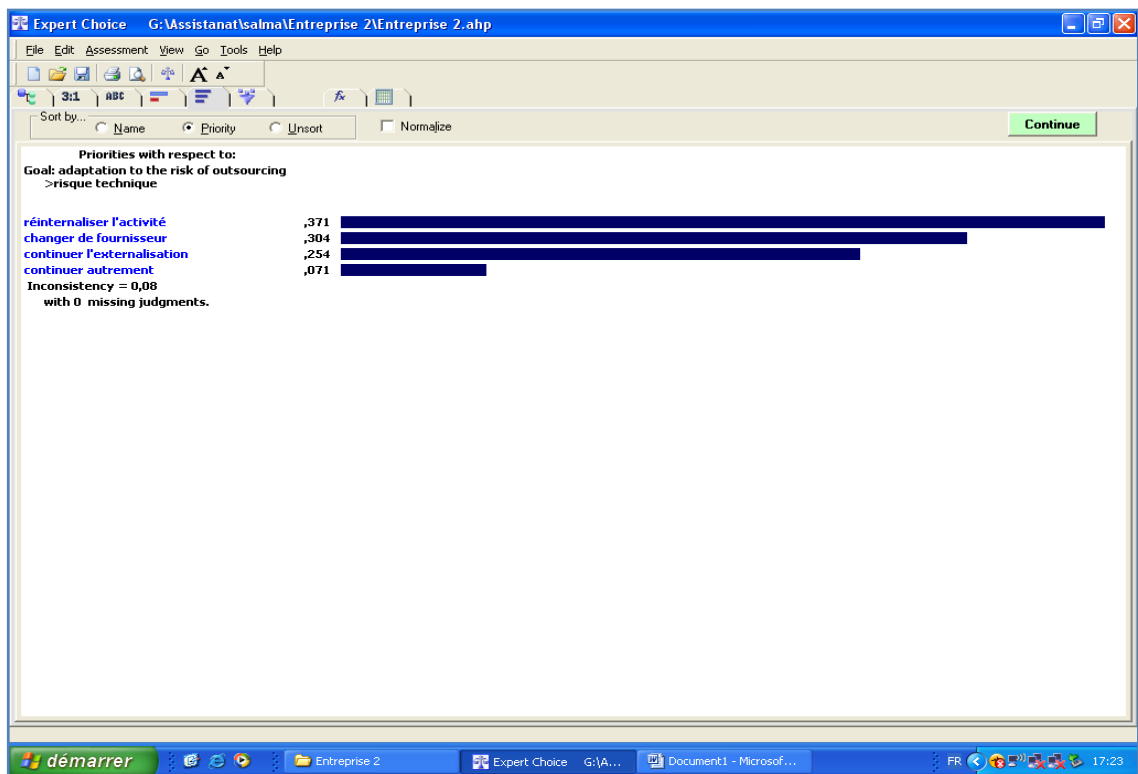 Expert Choice G:\Assistanat\salma\Entreprise 2\Entreprise 2.ahp
File Edit Assessment View Go Tools Help
3:1 ABC
Sort by... Name Priority Unsort Normalize Continue
Priorities with respect to:
Goal: adaptation to the risk of outsourcing
>risque technique
réinternaliser l'activité ,371
changer de fournisseur ,304
continuer l'externalisation ,254
continuer autrement ,071
Inconsistency = 0,08
with 0 missing judgments.
démarrer Entreprise 2 Expert Choice G:\A... Document1 - Microsof... FR 17:23